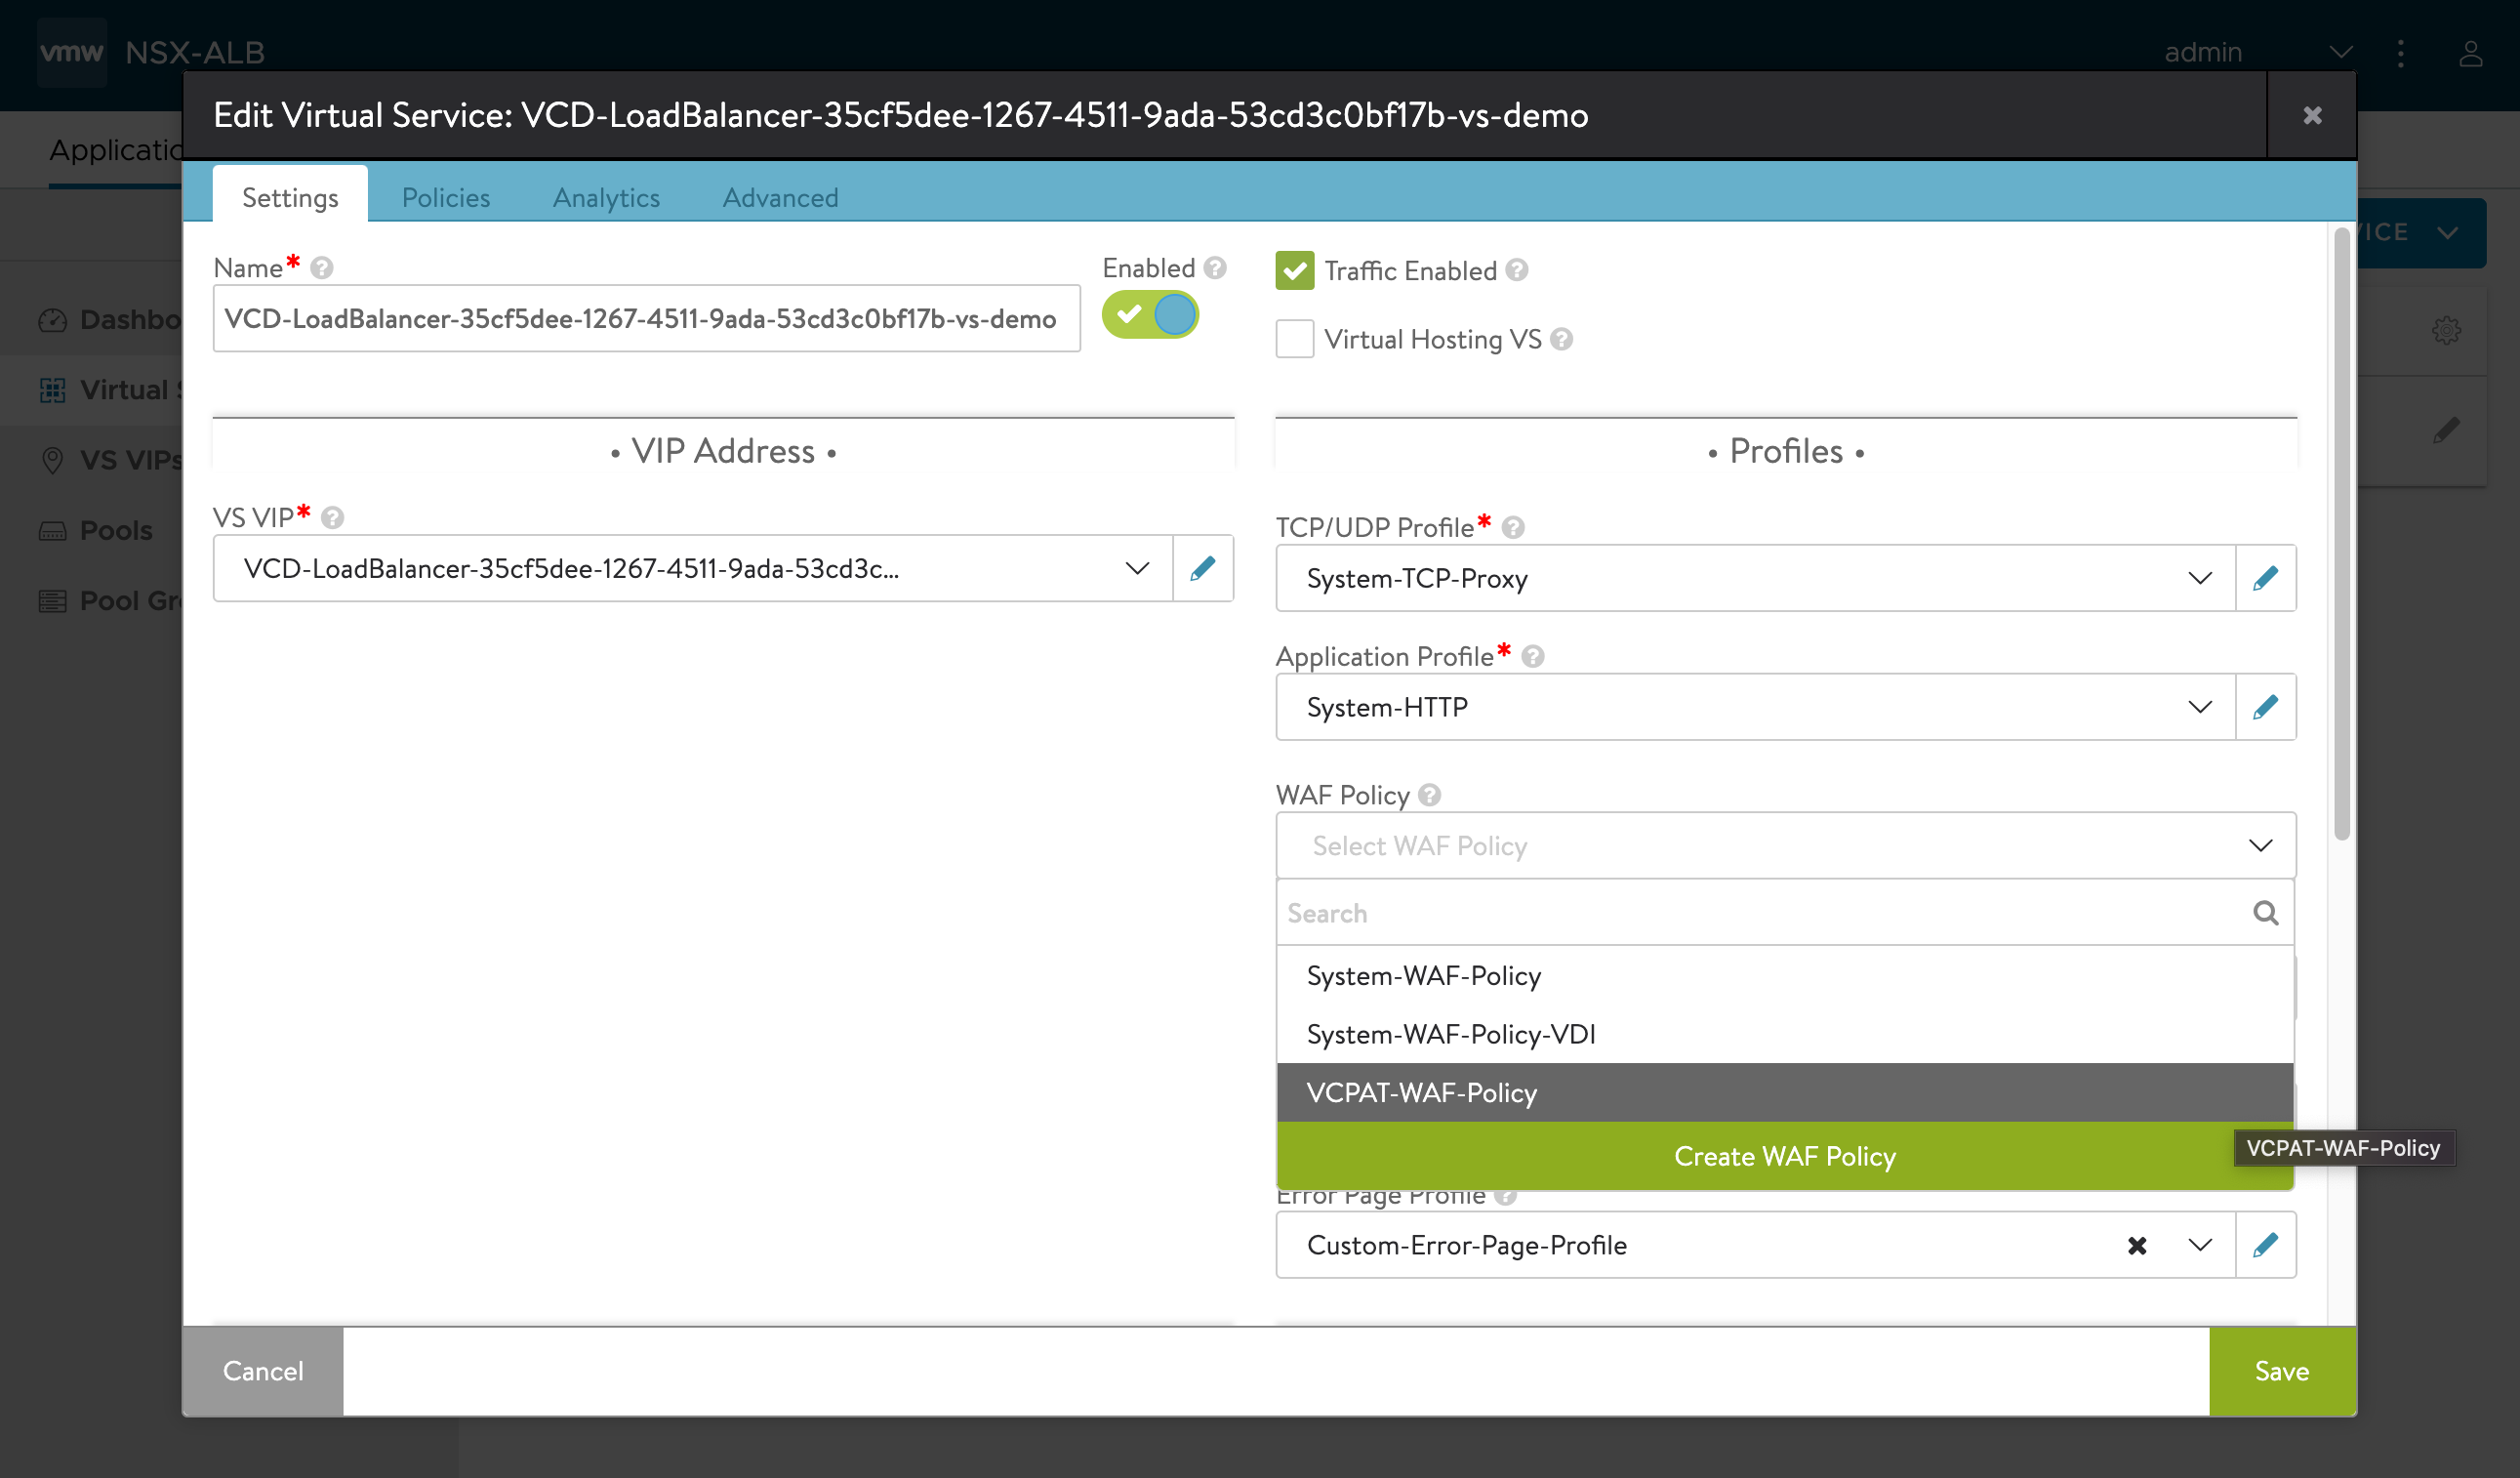 vmw NSX-ALB
admin
Edit Virtual Service: VCD-LoadBalancer-35cf5dee-1267-4511-9ada-53cd3c0bf17b-vs-demo
Applicatio
Settings Policies Analytics Advanced
VICE
Name* ?
Enabled ?
Traffic Enabled ?
VCD-LoadBalancer-35cf5dee-1267-4511-9ada-53cd3c0bf17b-vs-demo
Virtual Hosting VS ?
Dashbo
Virtual S
VS VIPs
Pools
Pool Gr
• VIP Address •
• Profiles •
VS VIP* ?
VCD-LoadBalancer-35cf5dee-1267-4511-9ada-53cd3c...
TCP/UDP Profile* ?
System-TCP-Proxy
Application Profile* ?
System-HTTP
WAF Policy ?
Select WAF Policy
Search
System-WAF-Policy
System-WAF-Policy-VDI
VCPAT-WAF-Policy
Create WAF Policy
VCPAT-WAF-Policy
Error Page Profile ?
Custom-Error-Page-Profile
Cancel
Save